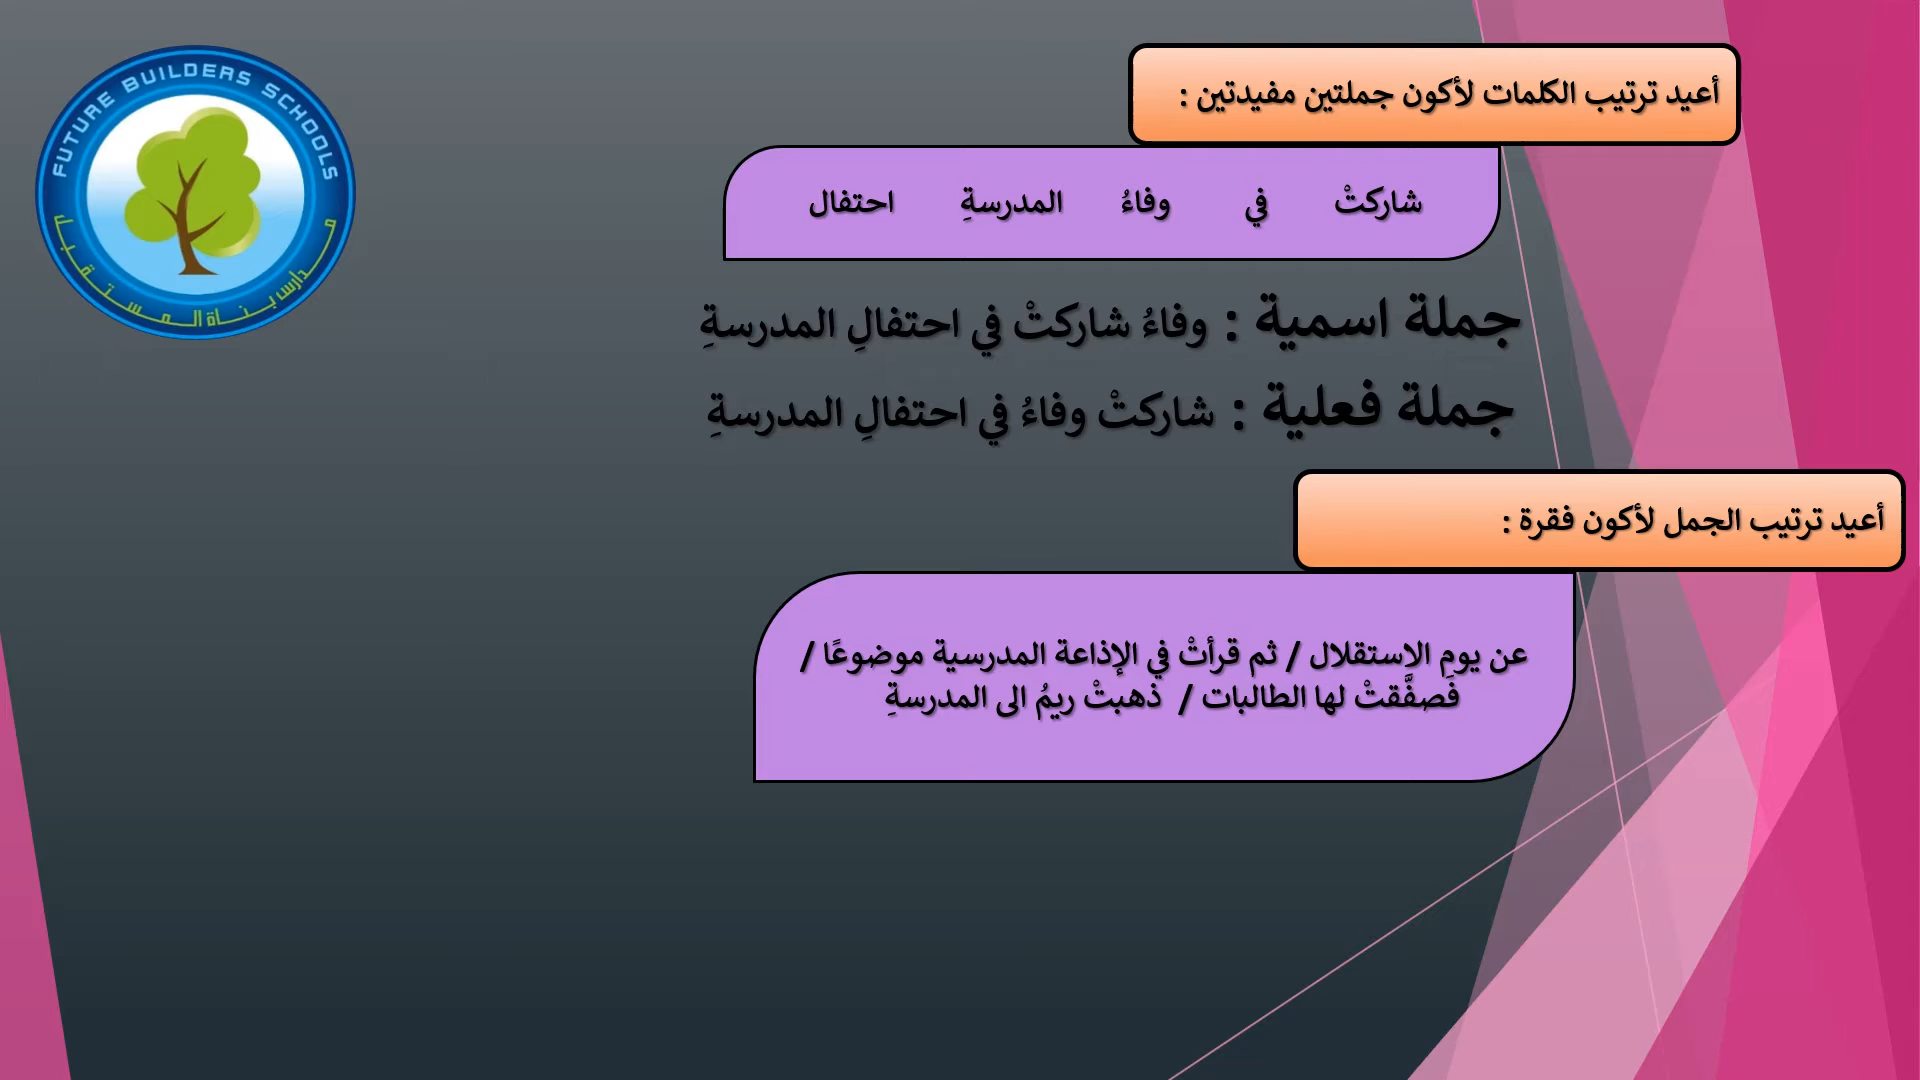 FUTURE BUILDERS SCHOOLS
مدارس بناة المستقبل
أعيد ترتيب الكلمات لأكون جملتين مفيدتين :
شاركتْ في وفاءُ المدرسةِ احتفال
جملة اسمية : وفاءُ شاركتْ في احتفالِ المدرسةِ
جملة فعلية : شاركتْ وفاءُ في احتفالِ المدرسةِ
أعيد ترتيب الجمل لأكون فقرة :
عن يومِ الاستقلال / ثم قرأتْ في الإذاعة المدرسية موضوعًا /
فَصفَّقتْ لها الطالبات / ذهبتْ ريمُ الى المدرسةِ